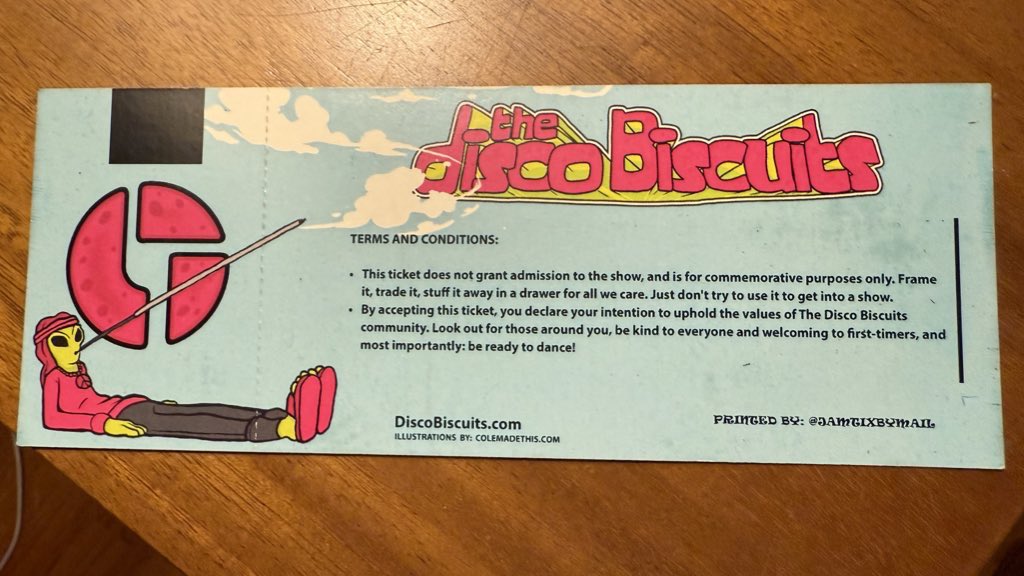 the
disco Biscuits
TERMS AND CONDITIONS:
• This ticket does not grant admission to the show, and is for commemorative purposes only. Frame
it, trade it, stuff it away in a drawer for all we care. Just don't try to use it to get into a show.
• By accepting this ticket, you declare your intention to uphold the values of The Disco Biscuits
community. Look out for those around you, be kind to everyone and welcoming to first-timers, and
most importantly: be ready to dance!
DiscoBiscuits.com
ILLUSTRATIONS BY: COLEMADETHIS.COM
PRINTED BY: @JAMTIXBYMAIL